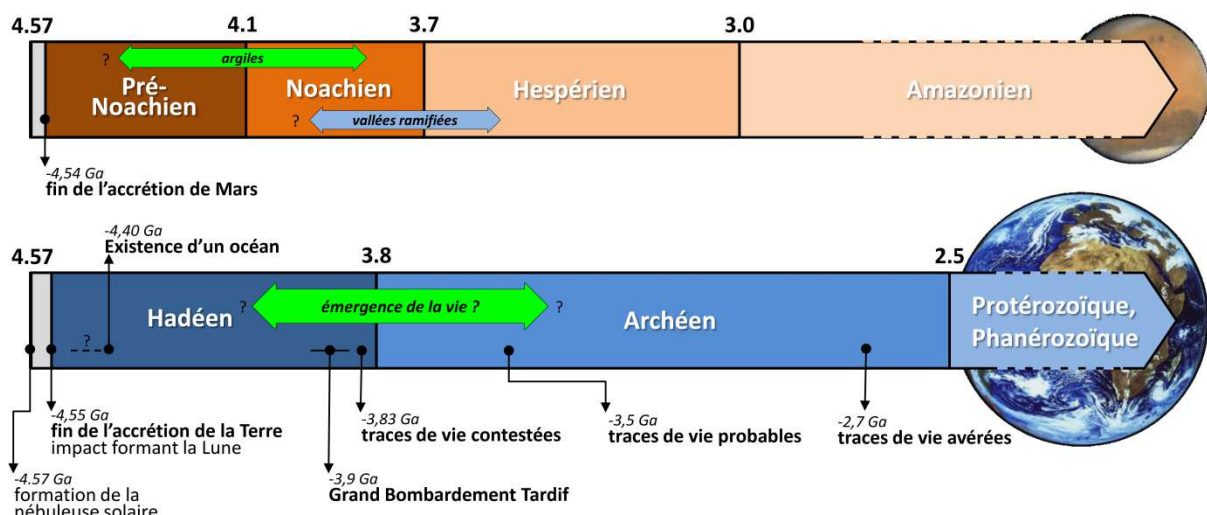 4.57
4.1
3.7
3.0
?
argiles
Pré-
Noachien
Noachien
Hespérien
Amazonien
?
vallées ramifiées
-4,54 Ga
fin de l'accrétion de Mars
-4,40 Ga
Existence d'un océan
4.57
3.8
2.5
?
émergence de la vie ?
?
Hadéen
Archéen
Protérozoïque,
Phanérozoïque
?
-4,55 Ga
fin de l'accrétion de la Terre
impact formant la Lune
-3,83 Ga
traces de vie contestées
-3,5 Ga
traces de vie probables
-2,7 Ga
traces de vie avérées
-4.57 Ga
formation de la
nébuleuse solaire
-3,9 Ga
Grand Bombardement Tardif